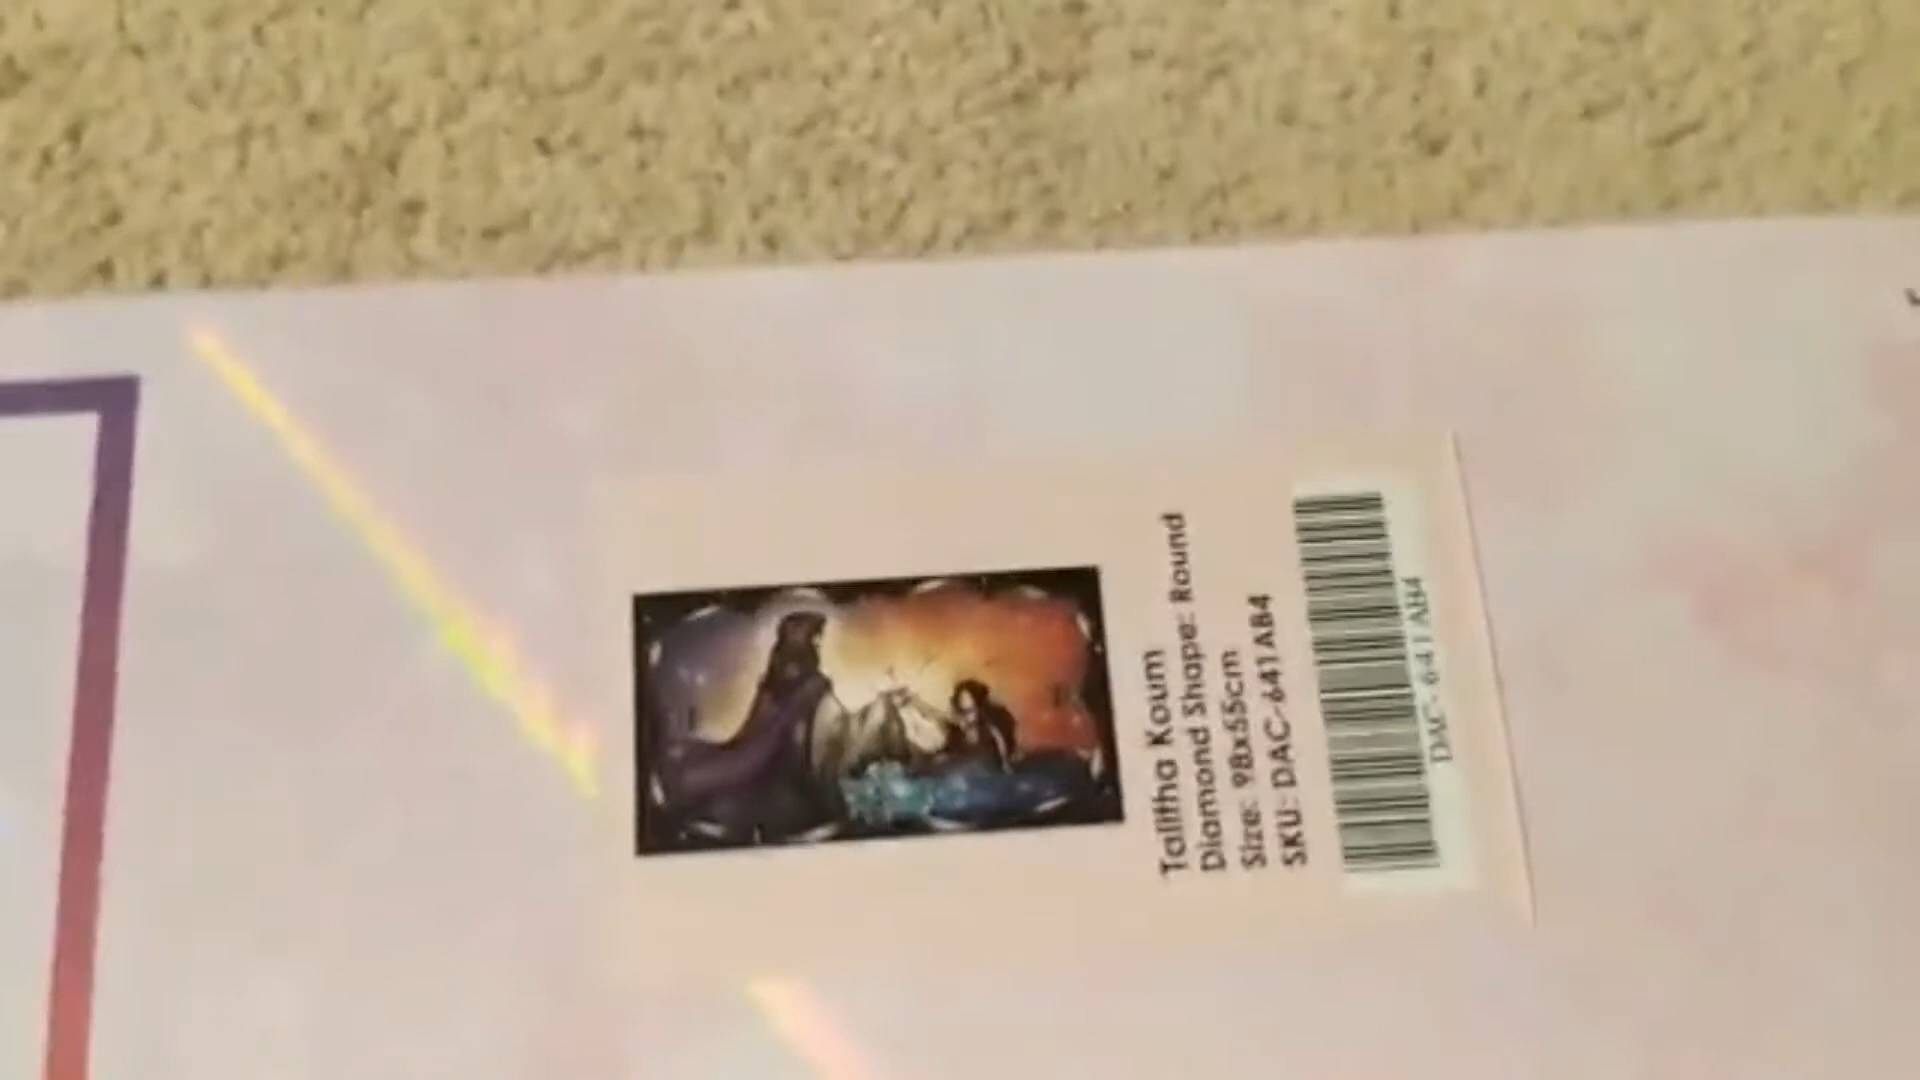 Talitha Koum
Diamond Shape: Round
Size: 98x55cm
SKU: DAC-641AB4
DAC-641AB4